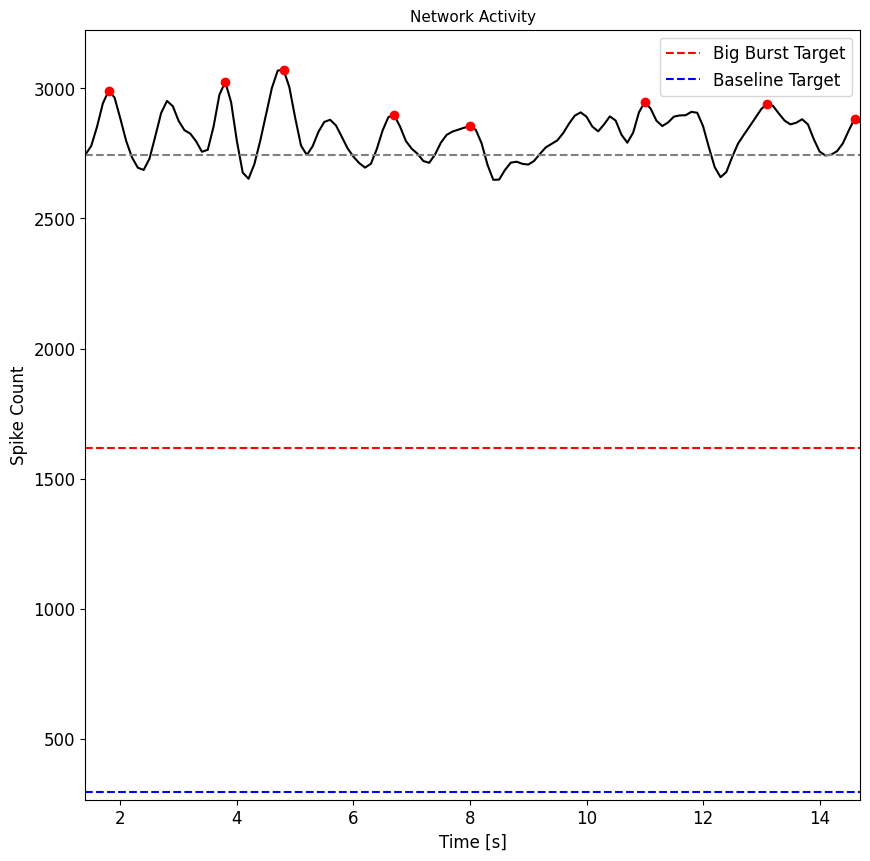 Network Activity
Big Burst Target
Baseline Target
3000
2500
2000
1500
1000
500
Spike Count
2 4 6 8 10 12 14
Time [s]